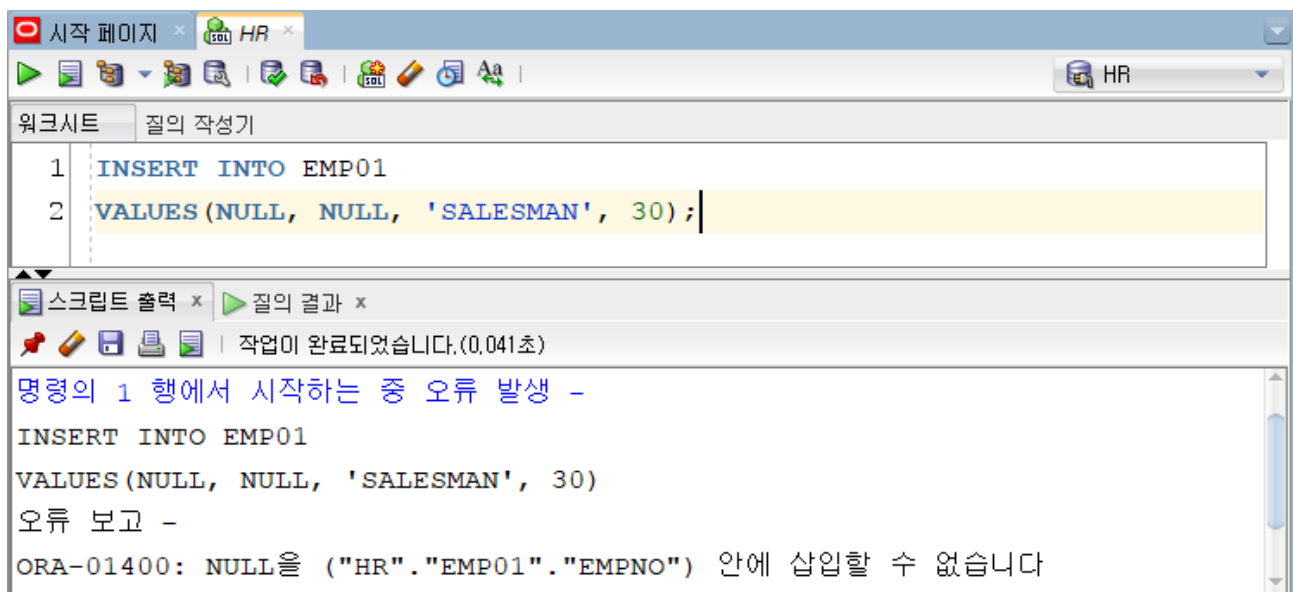 시작 페이지
HR
HR
워크시트 질의 작성기
1 INSERT INTO EMP01
2 VALUES(NULL, NULL, 'SALESMAN', 30);
스크립트 출력 질의 결과
작업이 완료되었습니다.(0.041초)
명령의 1 행에서 시작하는 중 오류 발생 -
INSERT INTO EMP01
VALUES(NULL, NULL, 'SALESMAN', 30)
오류 보고 -
ORA-01400: NULL을 ("HR"."EMP01"."EMPNO") 안에 삽입할 수 없습니다